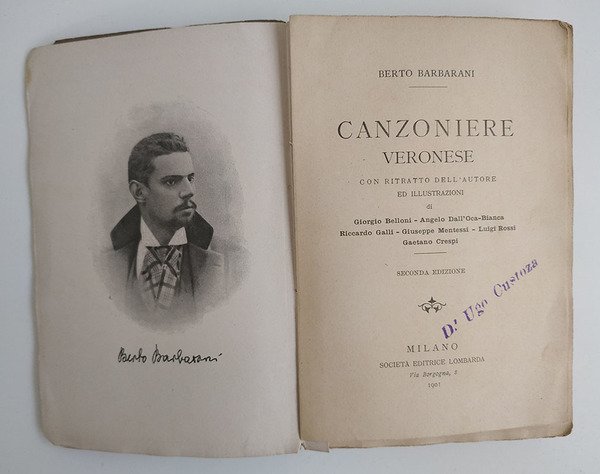 Berto Barbarani
BERTO BARBARANI
CANZONIERE
VERONESE
CON RITRATTO DELL'AUTORE
ED ILLUSTRAZIONI
di
Giorgio Belloni - Angelo Dall'Oca-Bianca
Riccardo Galli - Giuseppe Mentessi - Luigi Rossi
Gaetano Crespi
SECONDA EDIZIONE
D.r Ugo Custoza
MILANO
SOCIETÀ EDITRICE LOMBARDA
Via Borgogna, 5
1901